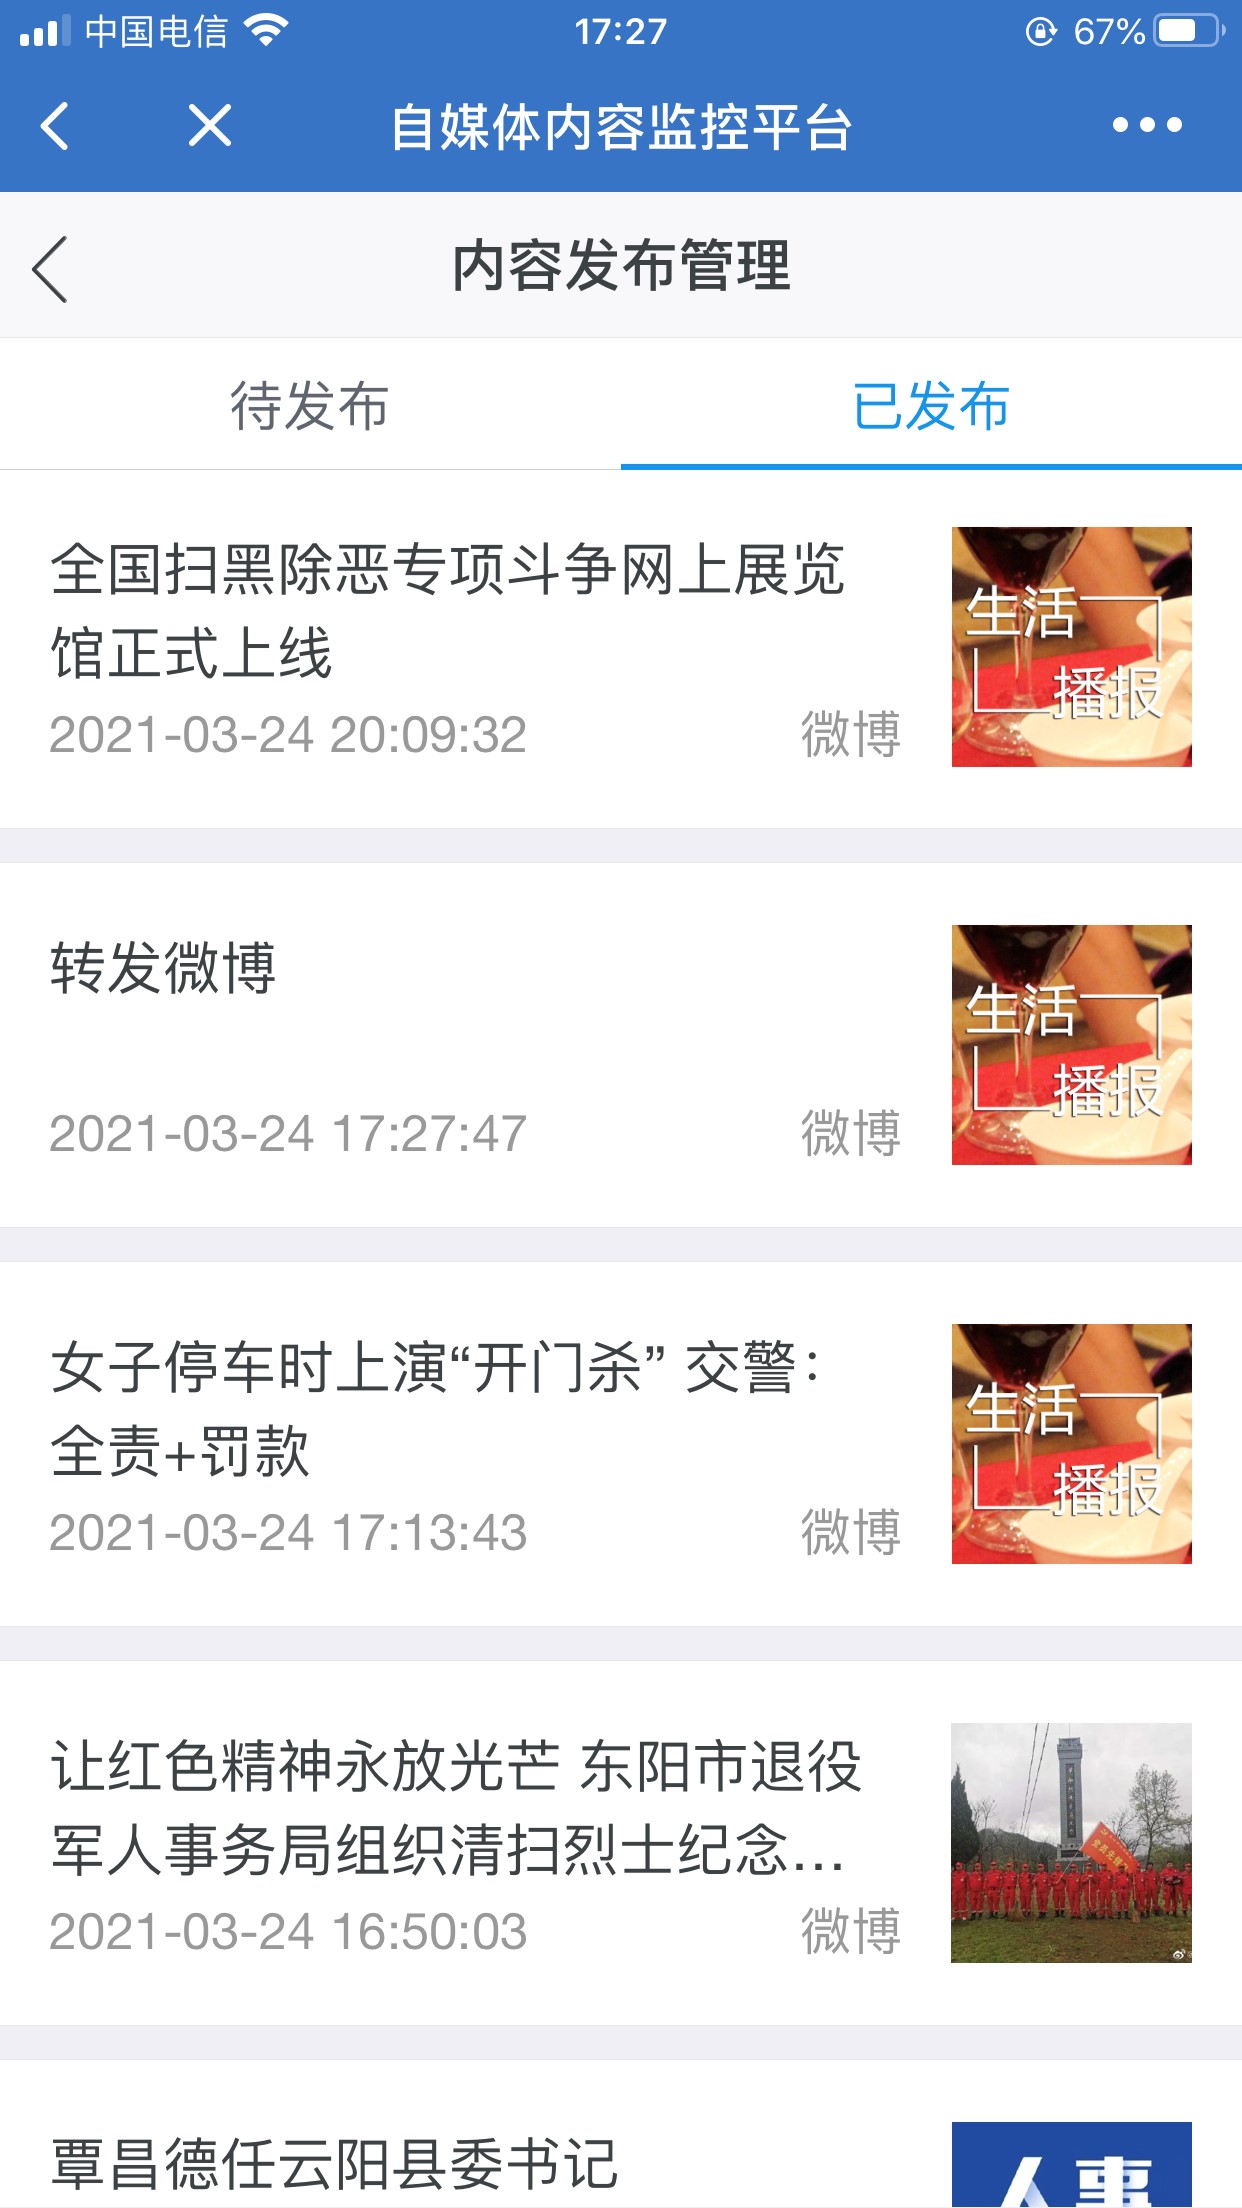 中国电信
17:27
67%
自媒体内容监控平台
内容发布管理
待发布
已发布
全国扫黑除恶专项斗争网上展览
馆正式上线
2021-03-24 20:09:32
微博
生活
播报
转发微博
2021-03-24 17:27:47
微博
生活
播报
女子停车时上演“开门杀” 交警：
全责+罚款
2021-03-24 17:13:43
微博
生活
播报
让红色精神永放光芒 东阳市退役
军人事务局组织清扫烈士纪念...
2021-03-24 16:50:03
微博
覃昌德任云阳县委书记
人事